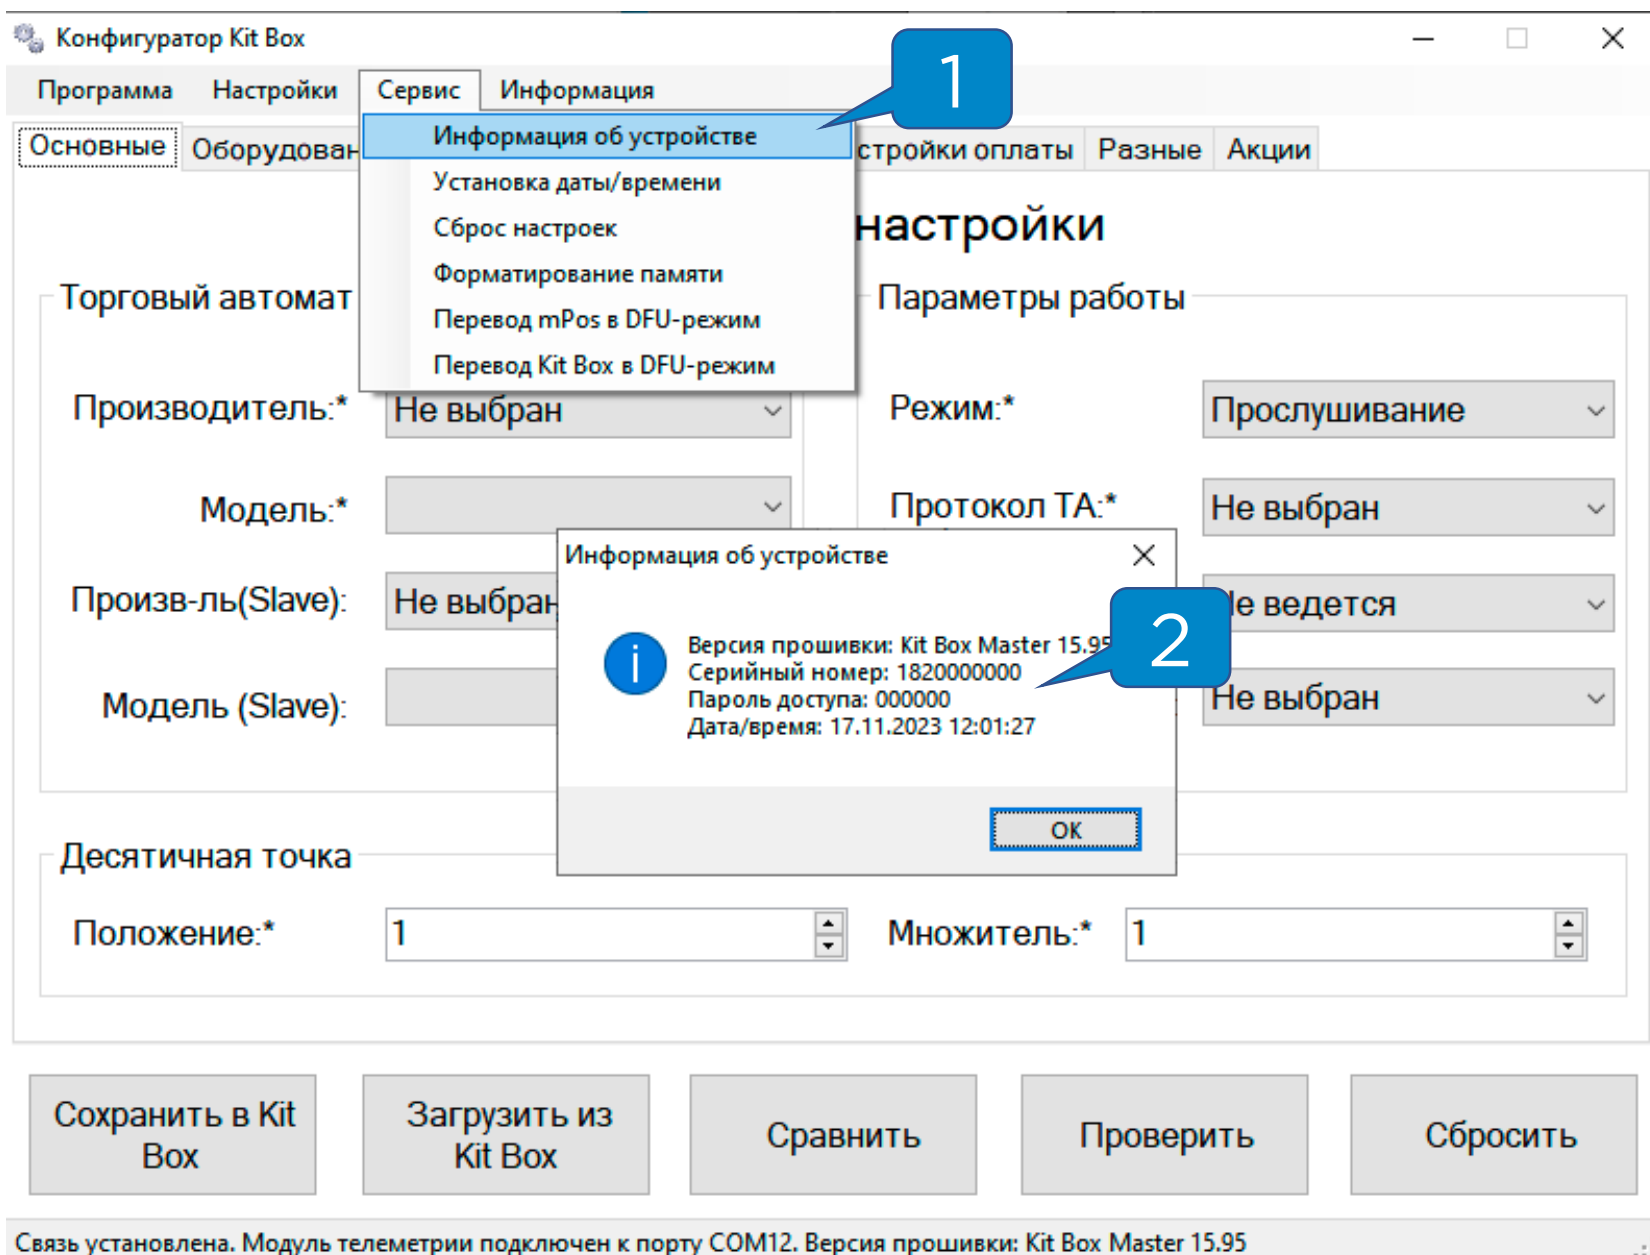 Конфигуратор Kit Box
1
Программа Настройки Сервис Информация
Информация об устройстве
Установка даты/времени
Сброс настроек
Форматирование памяти
Перевод mPos в DFU-режим
Перевод Kit Box в DFU-режим
Основные Оборудован стройки оплаты Разные Акции
настройки
Торговый автомат
Производитель:* Не выбран
Модель:*
Произв-ль(Slave): Не выбран
Модель (Slave):
Параметры работы
Режим:* Прослушивание
Протокол ТА:* Не выбран
Не ведется
Не выбран
Информация об устройстве
2
Версия прошивки: Kit Box Master 15.95
Серийный номер: 1820000000
Пароль доступа: 000000
Дата/время: 17.11.2023 12:01:27
ОК
Десятичная точка
Положение:* 1 Множитель:* 1
Сохранить в Kit
Box
Загрузить из
Kit Box
Сравнить
Проверить
Сбросить
Связь установлена. Модуль телеметрии подключен к порту COM12. Версия прошивки: Kit Box Master 15.95